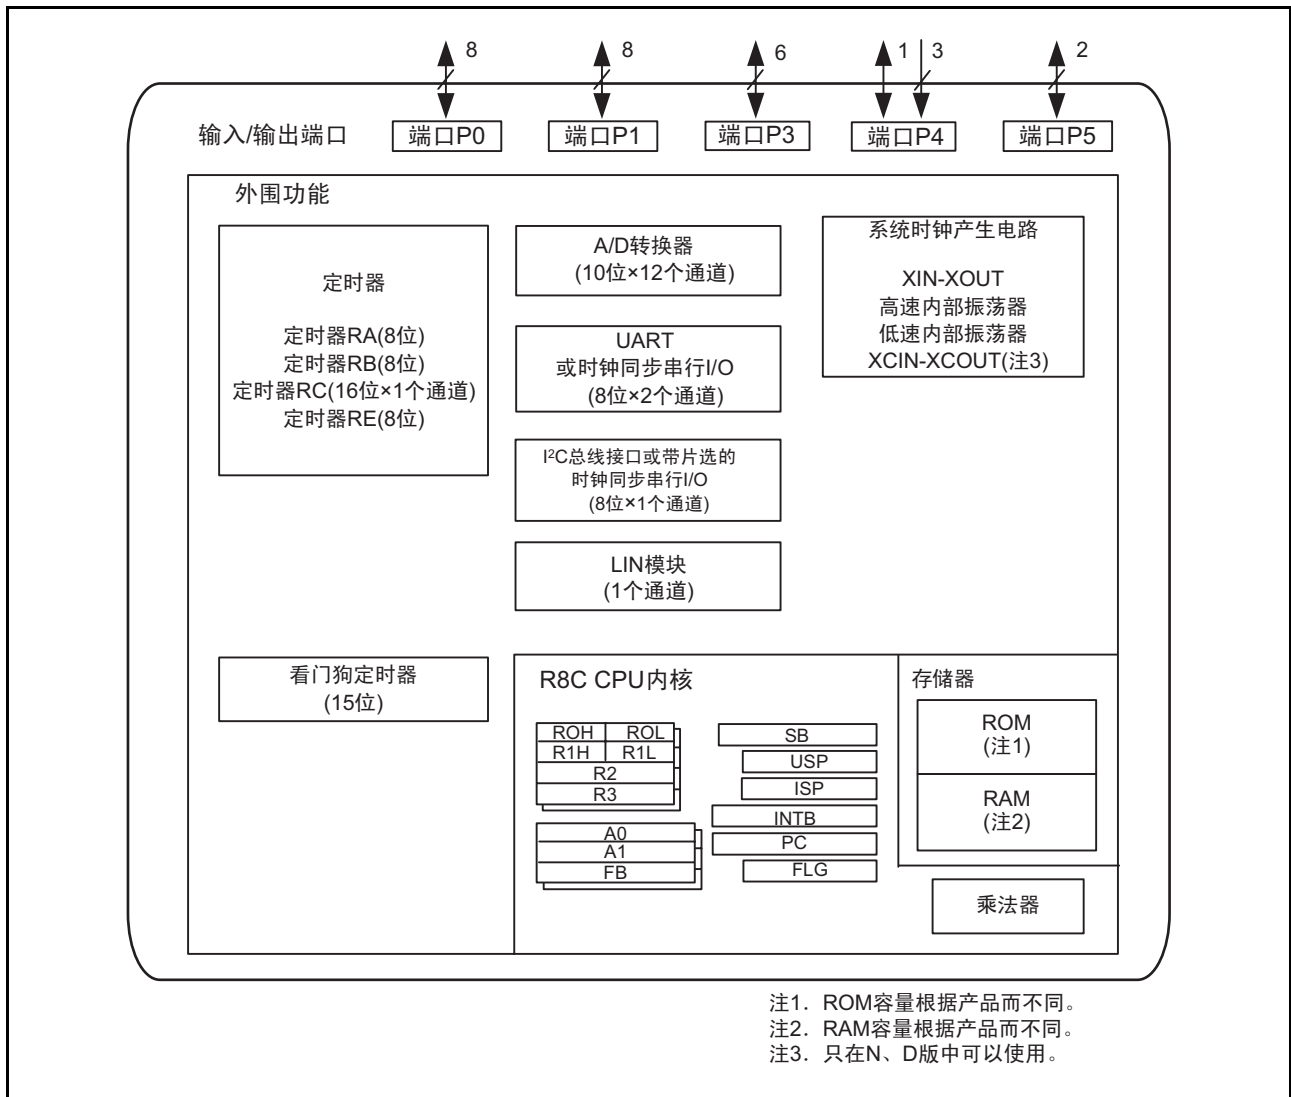 8
8
6
1
3
2
输入/输出端口
端口P0
端口P1
端口P3
端口P4
端口P5
外围功能
定时器
定时器RA(8位)
定时器RB(8位)
定时器RC(16位×1个通道)
定时器RE(8位)
A/D转换器
(10位×12个通道)
UART
或时钟同步串行I/O
(8位×2个通道)
I²C总线接口或带片选的
时钟同步串行I/O
(8位×1个通道)
LIN模块
(1个通道)
系统时钟产生电路
XIN-XOUT
高速内部振荡器
低速内部振荡器
XCIN-XCOUT(注3)
看门狗定时器
(15位)
R8C CPU内核
ROH
ROL
R1H
R1L
R2
R3
A0
A1
FB
SB
USP
ISP
INTB
PC
FLG
存储器
ROM
(注1)
RAM
(注2)
乘法器
注1. ROM容量根据产品而不同。
注2. RAM容量根据产品而不同。
注3. 只在N、D版中可以使用。